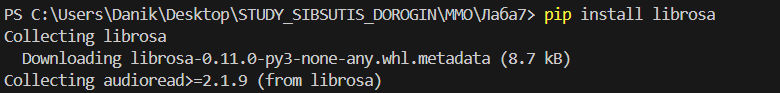 PS C:\Users\Danik\Desktop\STUDY_SIBSUTIS_DOROGIN\MMO\Лаба7> pip install librosa
Collecting librosa
  Downloading librosa-0.11.0-py3-none-any.whl.metadata (8.7 kB)
Collecting audioread>=2.1.9 (from librosa)